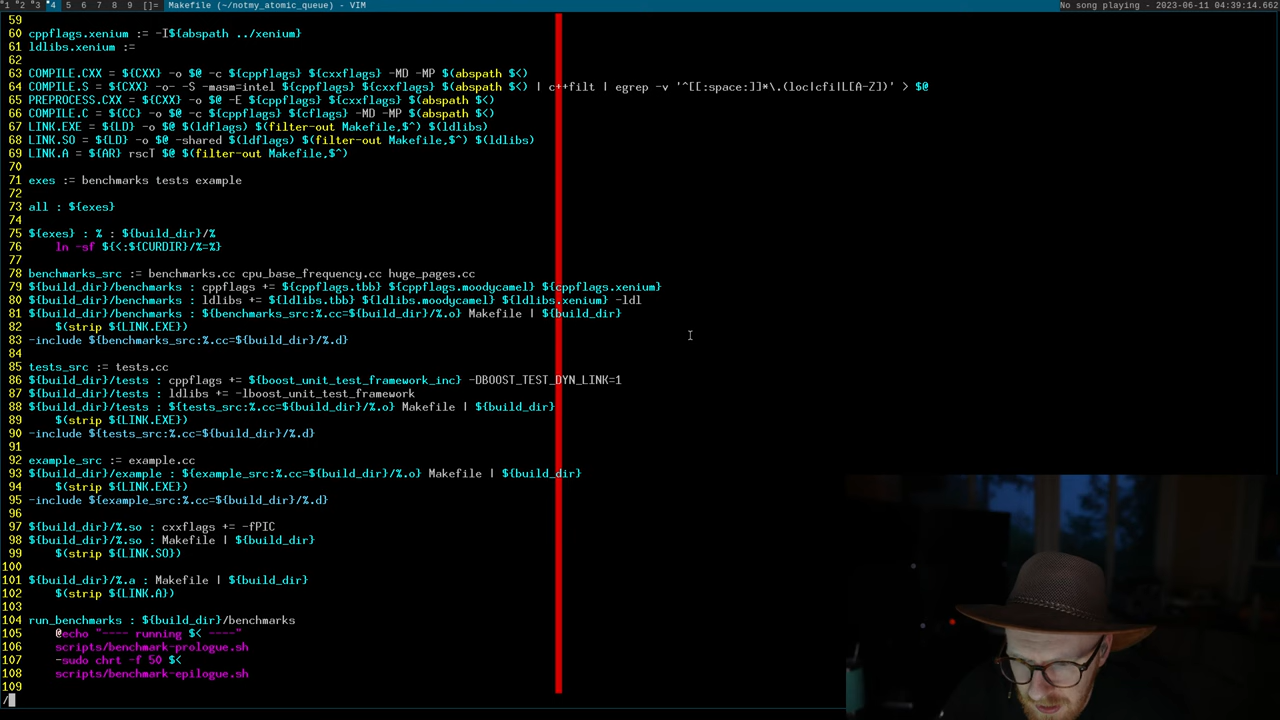 1 2 3 4 5 6 7 8 9 []= Makefile (~/notmy_atomic_queue) - VIM No song playing - 2023-06-11 04:39:14.662
59
60 cppflags.xenium := -I${abspath ../xenium}
61 ldlibs.xenium :=
62
63 COMPILE.CXX = ${CXX} -o $@ -c ${cppflags} ${cxxflags} -MD -MP $(abspath $<)
64 COMPILE.S = ${CXX} -o- -S -masm=intel ${cppflags} ${cxxflags} $(abspath $<) | c++filt | egrep -v '^[[:space:]]*\.(loc|cfi|L[A-Z])' > $@
65 PREPROCESS.CXX = ${CXX} -o $@ -E ${cppflags} ${cxxflags} $(abspath $<)
66 COMPILE.C = ${CC} -o $@ -c ${cppflags} ${cflags} -MD -MP $(abspath $<)
67 LINK.EXE = ${LD} -o $@ $(ldflags) $(filter-out Makefile,$^) $(ldlibs)
68 LINK.SO = ${LD} -o $@ -shared $(ldflags) $(filter-out Makefile,$^) $(ldlibs)
69 LINK.A = ${AR} rscT $@ $(filter-out Makefile,$^)
70
71 exes := benchmarks tests example
72
73 all : ${exes}
74
75 ${exes} : % : ${build_dir}/%
76 ln -sf ${<:${CURDIR}/%=%}
77
78 benchmarks_src := benchmarks.cc cpu_base_frequency.cc huge_pages.cc
79 ${build_dir}/benchmarks : cppflags += ${cppflags.tbb} ${cppflags.moodycamel} ${cppflags.xenium}
80 ${build_dir}/benchmarks : ldlibs += ${ldlibs.tbb} ${ldlibs.moodycamel} ${ldlibs.xenium} -ldl
81 ${build_dir}/benchmarks : ${benchmarks_src:%.cc=${build_dir}/%.o} Makefile | ${build_dir}
82 $(strip ${LINK.EXE})
83 -include ${benchmarks_src:%.cc=${build_dir}/%.d}
84
85 tests_src := tests.cc
86 ${build_dir}/tests : cppflags += ${boost_unit_test_framework_inc} -DBOOST_TEST_DYN_LINK=1
87 ${build_dir}/tests : ldlibs += -lboost_unit_test_framework
88 ${build_dir}/tests : ${tests_src:%.cc=${build_dir}/%.o} Makefile | ${build_dir}
89 $(strip ${LINK.EXE})
90 -include ${tests_src:%.cc=${build_dir}/%.d}
91
92 example_src := example.cc
93 ${build_dir}/example : ${example_src:%.cc=${build_dir}/%.o} Makefile | ${build_dir}
94 $(strip ${LINK.EXE})
95 -include ${example_src:%.cc=${build_dir}/%.d}
96
97 ${build_dir}/%.so : cxxflags += -fPIC
98 ${build_dir}/%.so : Makefile | ${build_dir}
99 $(strip ${LINK.SO})
100
101 ${build_dir}/%.a : Makefile | ${build_dir}
102 $(strip ${LINK.A})
103
104 run_benchmarks : ${build_dir}/benchmarks
105 @echo "---- running $< ----"
106 scripts/benchmark-prologue.sh
107 -sudo chrt -f 50 $<
108 scripts/benchmark-epilogue.sh
109
/